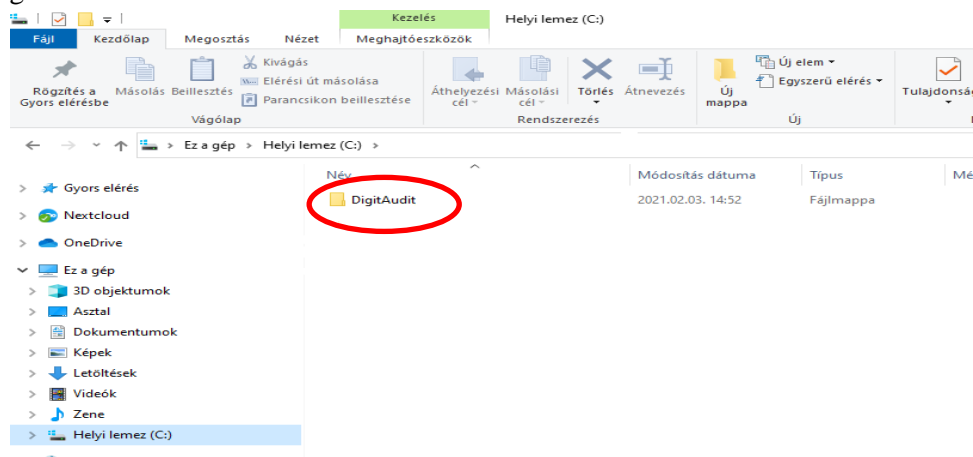 Kezelés Helyi lemez (C:)
Fájl Kezdőlap Megosztás Nézet Meghajtóeszközök
Rögzítés a Gyors elérésbe
Másolás
Beillesztés
Kivágás
Elérési út másolása
Parancsikon beillesztése
Vágólap
Áthelyezési cél
Másolási cél
Törlés
Átnevezés
Rendszerezés
Új mappa
Új elem
Egyszerű elérés
Új
Ez a gép > Helyi lemez (C:) >
Név Módosítás dátuma Típus
DigitAudit 2021.02.03. 14:52 Fájlmappa
Gyors elérés
Nextcloud
OneDrive
Ez a gép
3D objektumok
Asztal
Dokumentumok
Képek
Letöltések
Videók
Zene
Helyi lemez (C:)